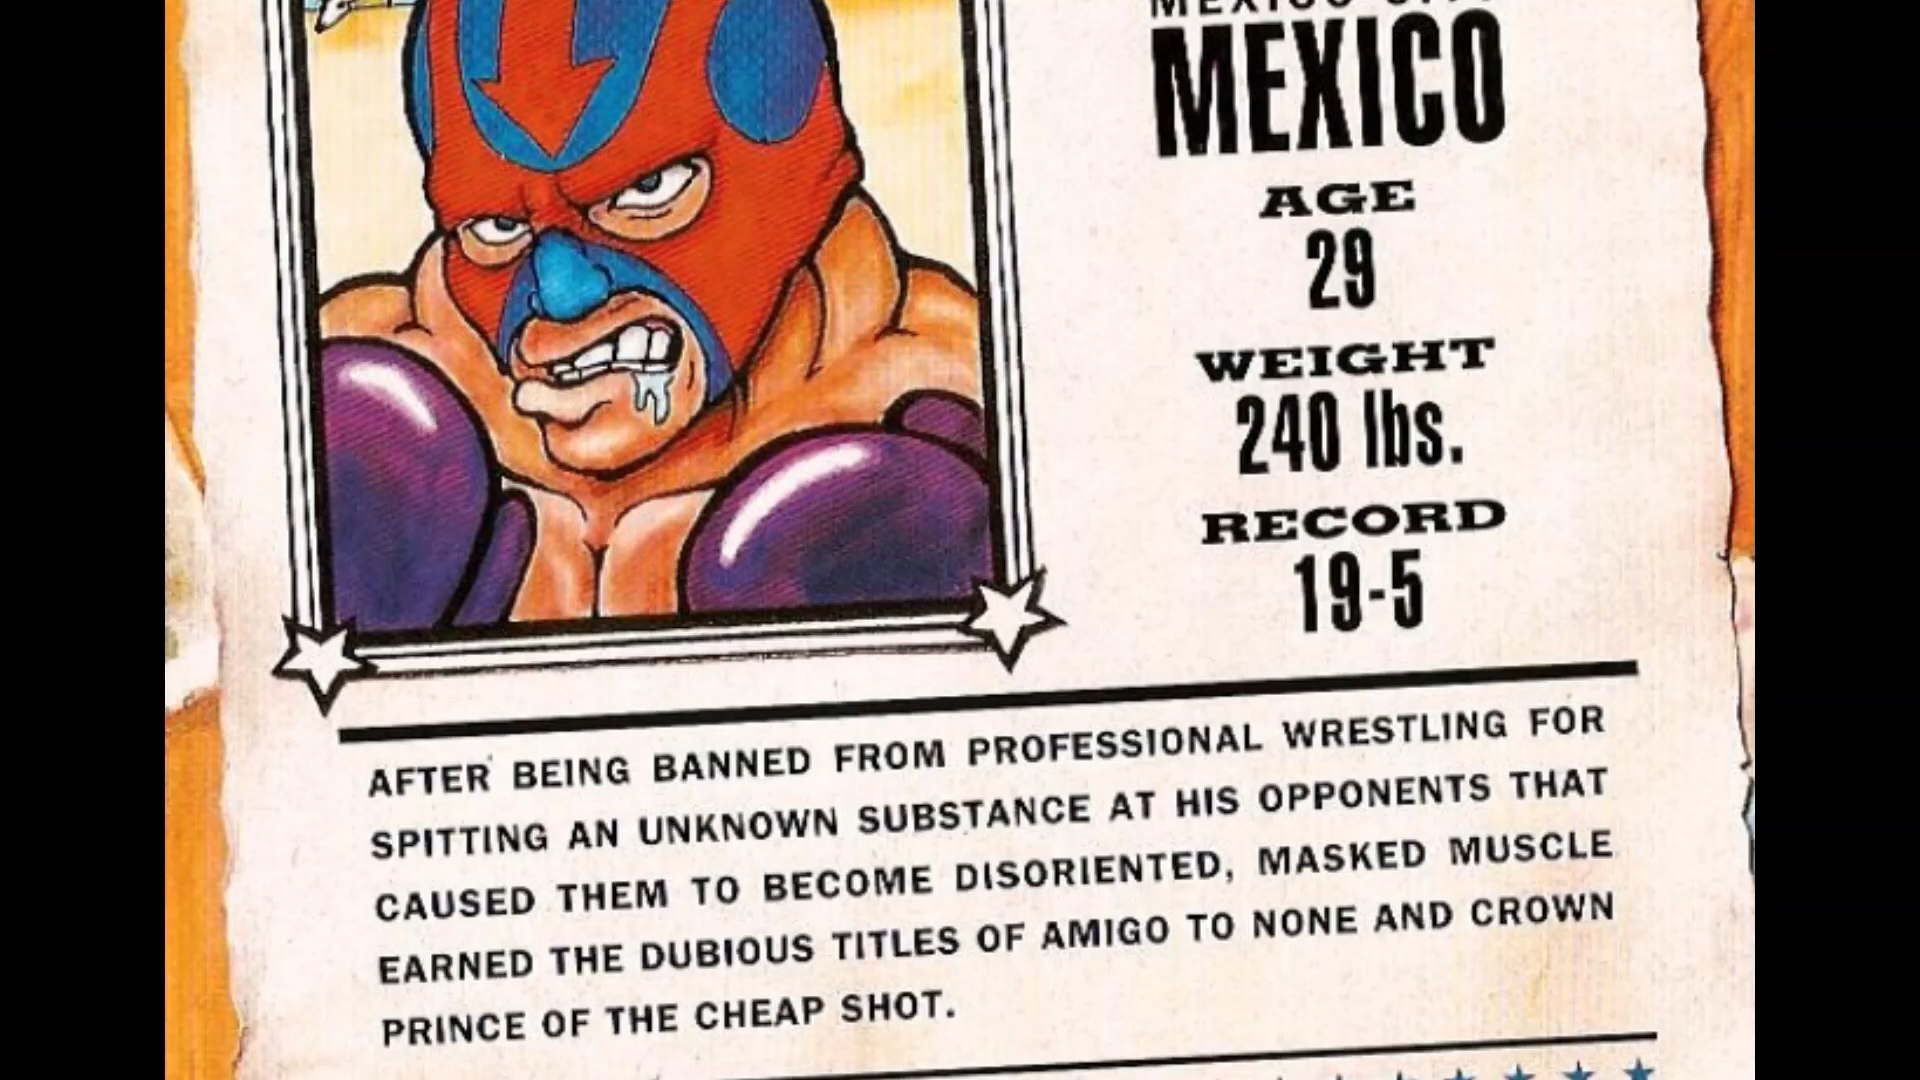 MEXICO
AGE
29
WEIGHT
240 lbs.
RECORD
19-5
AFTER BEING BANNED FROM PROFESSIONAL WRESTLING FOR
SPITTING AN UNKNOWN SUBSTANCE AT HIS OPPONENTS THAT
CAUSED THEM TO BECOME DISORIENTED, MASKED MUSCLE
EARNED THE DUBIOUS TITLES OF AMIGO TO NONE AND CROWN
PRINCE OF THE CHEAP SHOT.